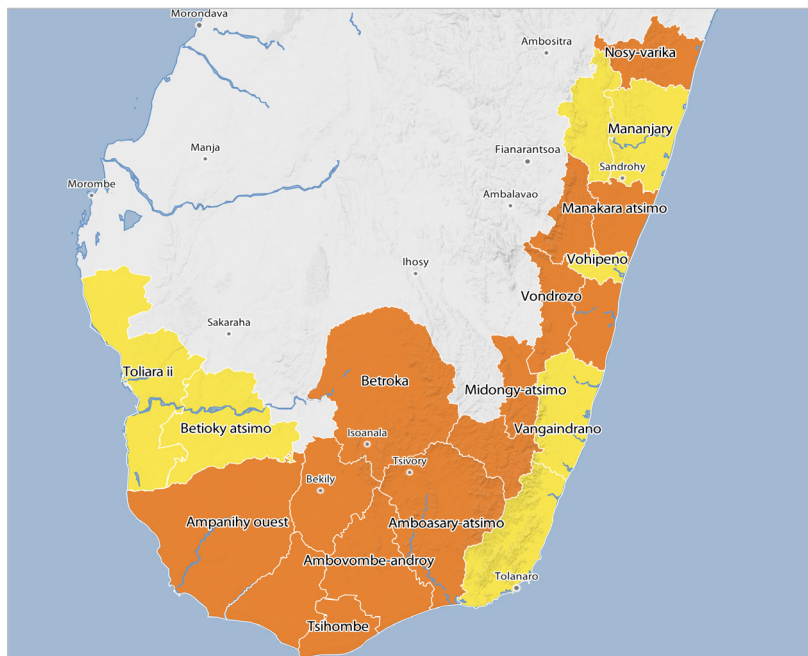 Morondava
Ambositra
Nosy-varika
Mananjary
Manja
Fianarantsoa
Sandrohy
Morombe
Ambalavao
Manakara atsimo
Vohipeno
Ihosy
Vondrozo
Sakaraha
Toliara ii
Betroka
Midongy-atsimo
Betioky atsimo
Vangaindrano
Isoanala
Tsivory
Bekily
Ampanihy ouest
Amboasary-atsimo
Ambovombe-androy
Tolanaro
Tsihombe